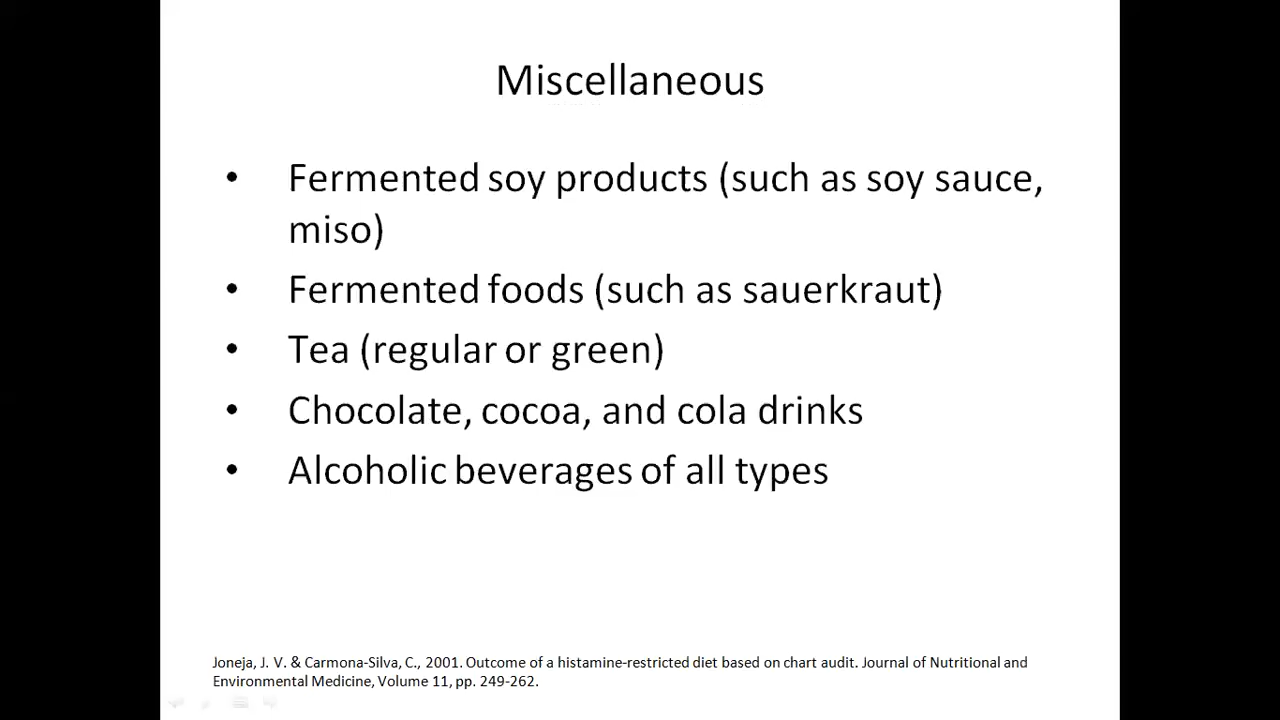 Miscellaneous
• Fermented soy products (such as soy sauce,
miso)
• Fermented foods (such as sauerkraut)
• Tea (regular or green)
• Chocolate, cocoa, and cola drinks
• Alcoholic beverages of all types
Joneja, J. V. & Carmona-Silva, C., 2001. Outcome of a histamine-restricted diet based on chart audit. Journal of Nutritional and
Environmental Medicine, Volume 11, pp. 249-262.